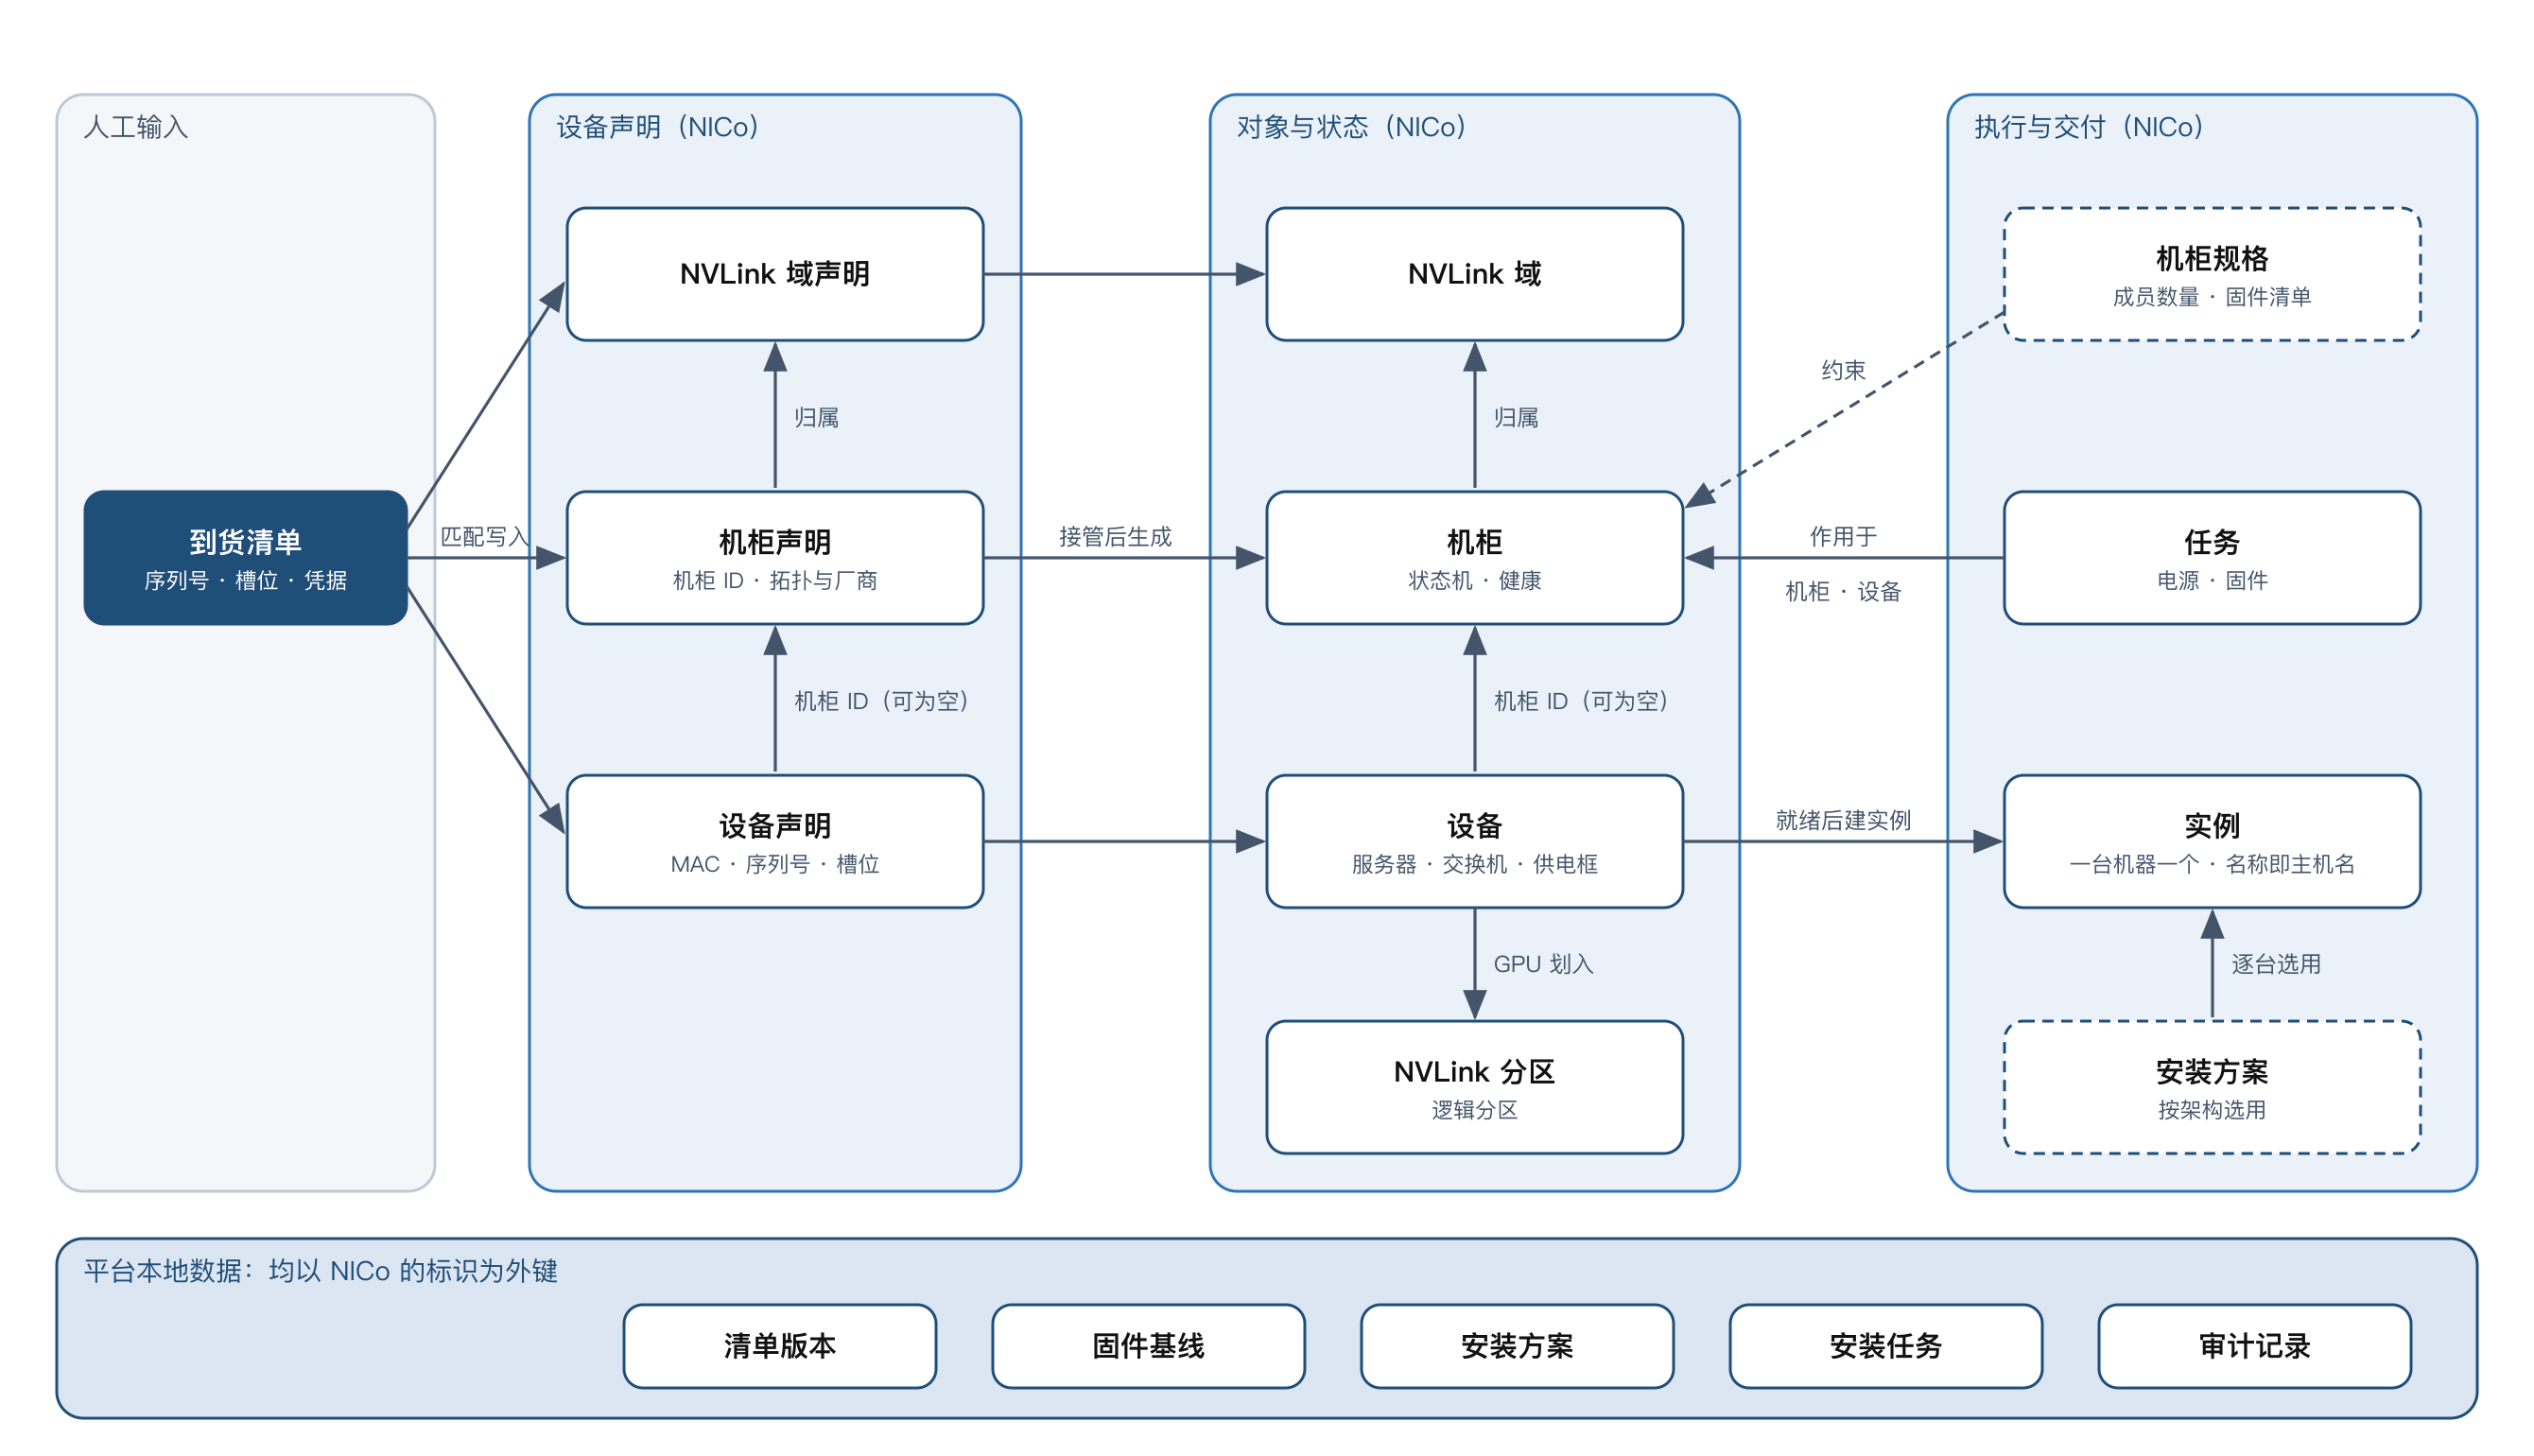 人工输入
设备声明（NICo）
对象与状态（NICo）
执行与交付（NICo）
NVLink 域声明
NVLink 域
机柜规格
成员数量 · 固件清单
约束
归属
归属
到货清单
序列号 · 槽位 · 凭据
匹配写入
机柜声明
机柜 ID · 拓扑与厂商
接管后生成
机柜
状态机 · 健康
作用于
机柜 · 设备
任务
电源 · 固件
机柜 ID（可为空）
机柜 ID（可为空）
设备声明
MAC · 序列号 · 槽位
设备
服务器 · 交换机 · 供电框
就绪后建实例
实例
一台机器一个 · 名称即主机名
GPU 划入
逐台选用
NVLink 分区
逻辑分区
安装方案
按架构选用
平台本地数据：均以 NICo 的标识为外键
清单版本
固件基线
安装方案
安装任务
审计记录